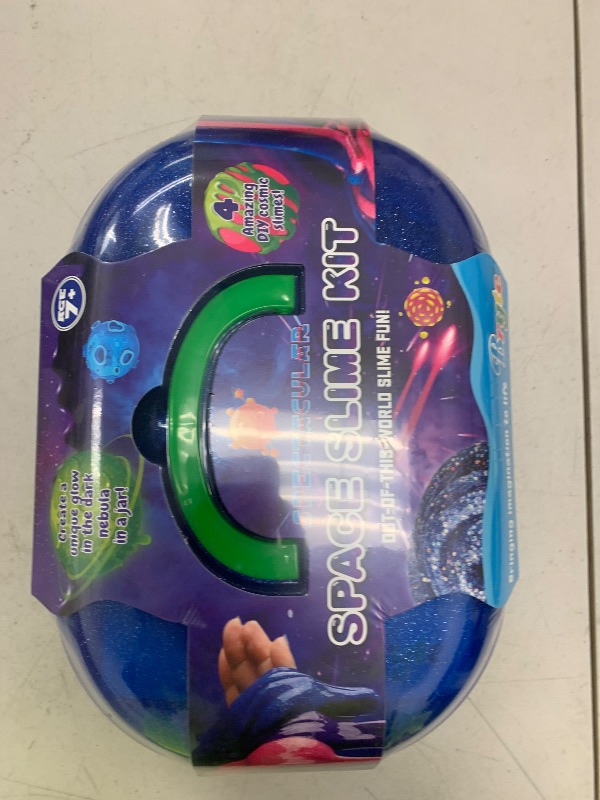 AGE
7+
4
Amazing
DIY cosmic
slimes!
Create a
unique glow
in the dark
nebula
in a jar!
SPECTACULAR
SPACE SLIME KIT
OUT-OF-THIS-WORLD SLIME FUN!
Bringing imagination to life